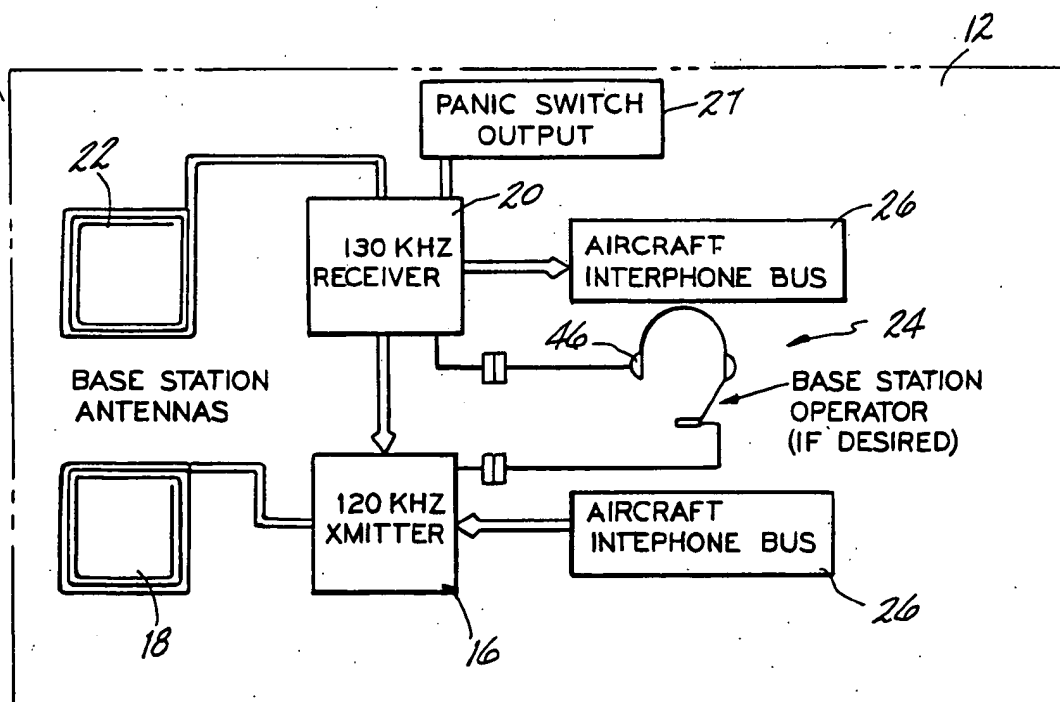 12
PANIC SWITCH
OUTPUT
27
22
20
130 KHZ
RECEIVER
26
AIRCRAFT
INTERPHONE BUS
46
24
BASE STATION
ANTENNAS
BASE STATION
OPERATOR
(IF DESIRED)
120 KHZ
XMITTER
AIRCRAFT
INTEPHONE BUS
18
16
26